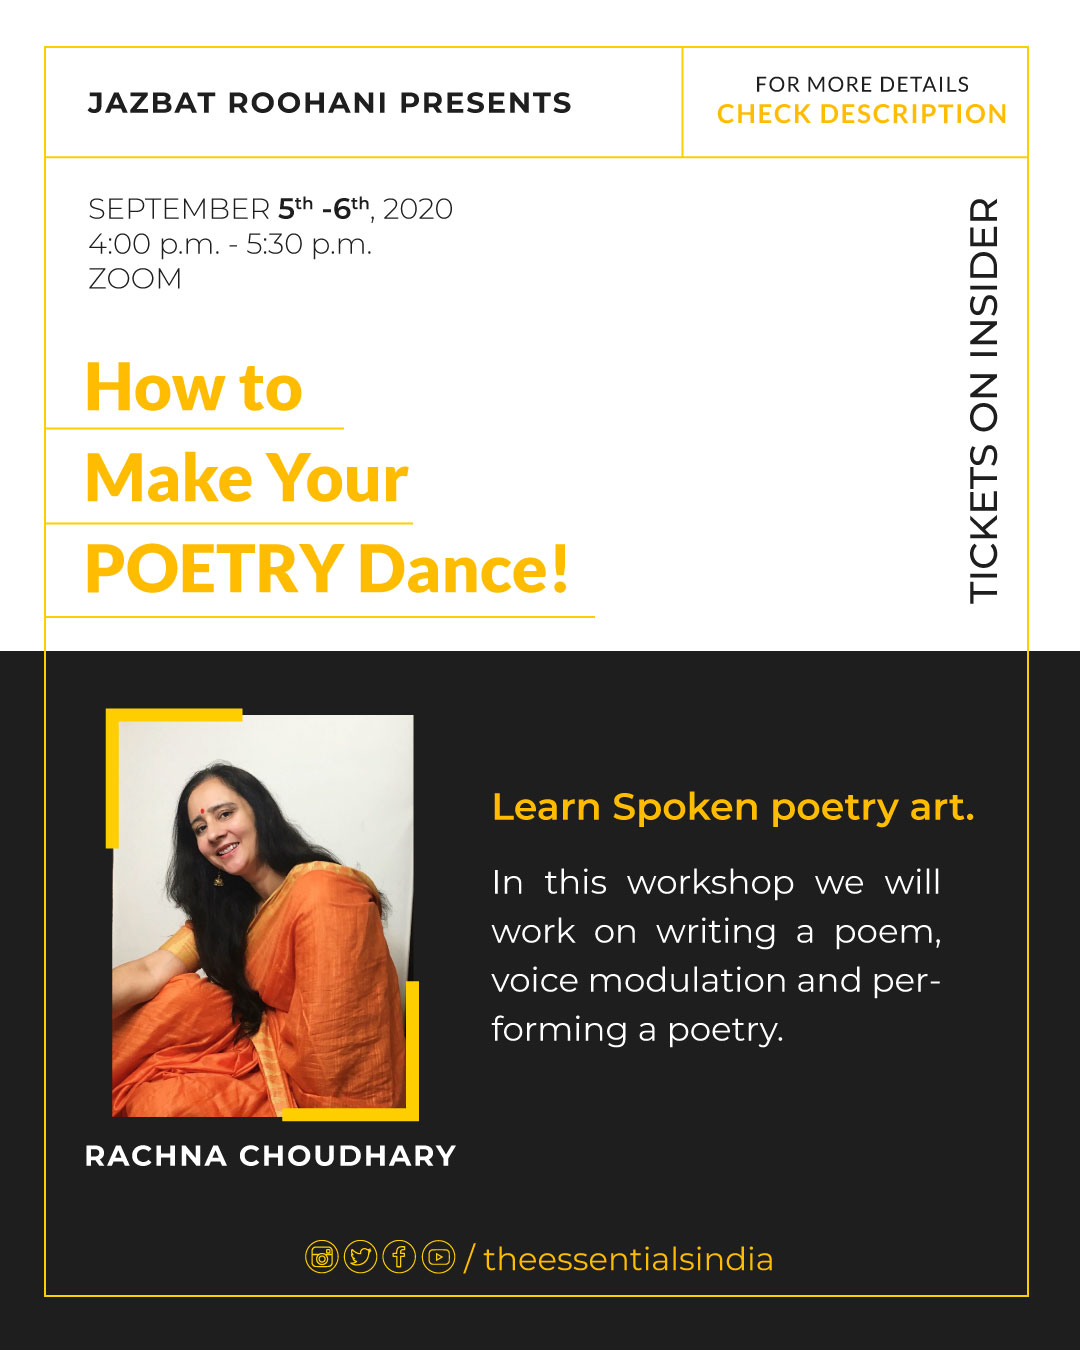 JAZBAT ROOHANI PRESENTS
FOR MORE DETAILS
CHECK DESCRIPTION
SEPTEMBER 5th -6th, 2020
4:00 p.m. - 5:30 p.m.
ZOOM
TICKETS ON INSIDER
How to
Make Your
POETRY Dance!
Learn Spoken poetry art.
In this workshop we will
work on writing a poem,
voice modulation and per-
forming a poetry.
RACHNA CHOUDHARY
/ theessentialsindia